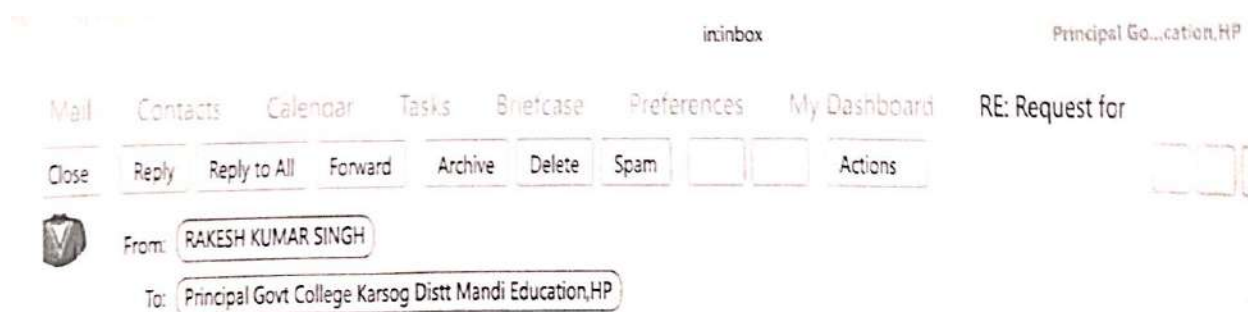 in:inbox
Principal Go...cation,HP
Mail Contacts Calendar Tasks Briefcase Preferences My Dashboard RE: Request for
Close Reply Reply to All Forward Archive Delete Spam Actions
From: RAKESH KUMAR SINGH
To: Principal Govt College Karsog Distt Mandi Education,HP